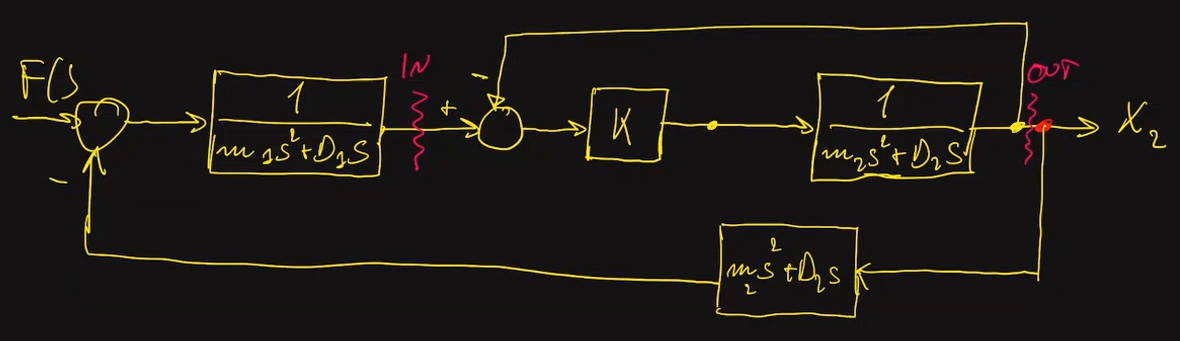 F(s
-
1
m₁s²+D₁s
IN
+
-
K
1
m₂s²+D₂s
OUT
X₂
m₂s²+D₂s